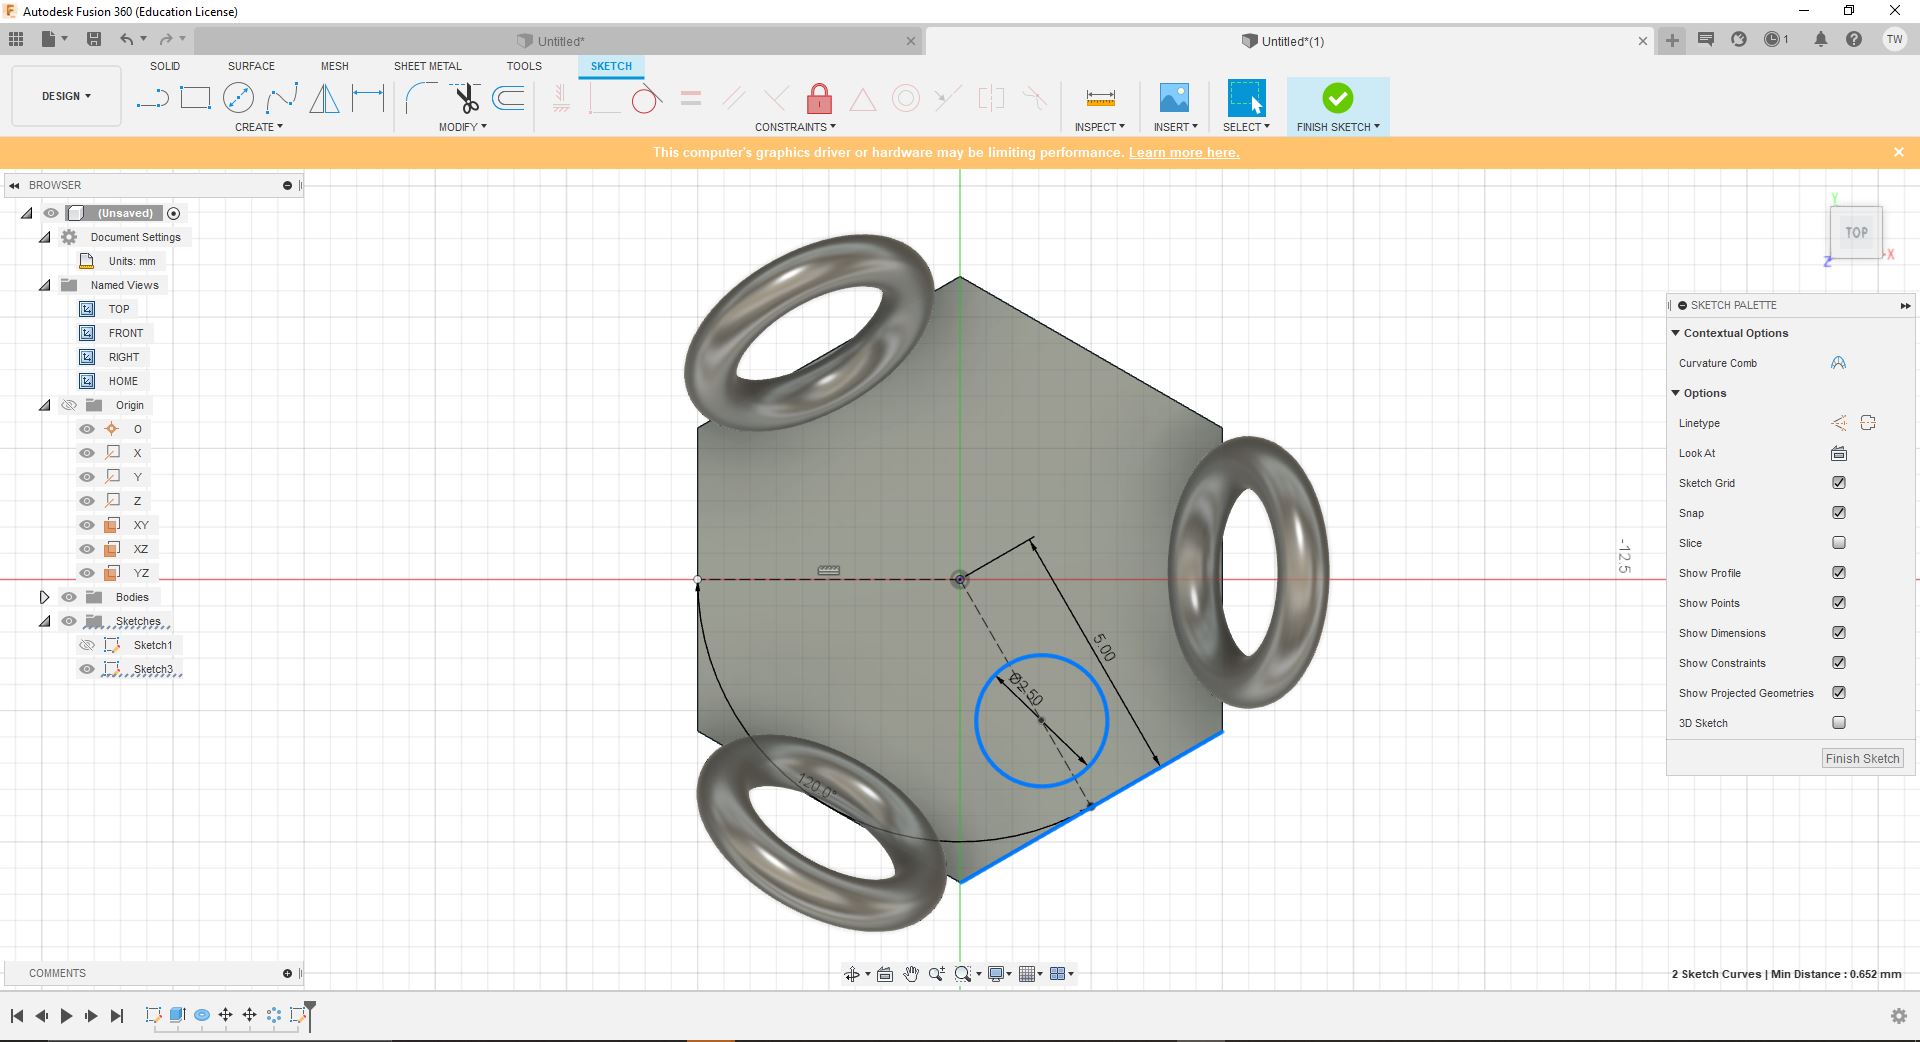 Autodesk Fusion 360 (Education License)
Untitled*
Untitled*(1)
1
TW
SOLID
SURFACE
MESH
SHEET METAL
TOOLS
SKETCH
DESIGN
CREATE
MODIFY
CONSTRAINTS
INSPECT
INSERT
SELECT
FINISH SKETCH
This computer's graphics driver or hardware may be limiting performance. Learn more here.
BROWSER
(Unsaved)
Document Settings
Units: mm
Named Views
TOP
FRONT
RIGHT
HOME
Origin
O
X
Y
Z
XY
XZ
YZ
Bodies
Sketches
Sketch1
Sketch3
Y
TOP
X
Z
-12.5
5.00
Ø2.50
120.0°
SKETCH PALETTE
Contextual Options
Curvature Comb
Options
Linetype
Look At
Sketch Grid
Snap
Slice
Show Profile
Show Points
Show Dimensions
Show Constraints
Show Projected Geometries
3D Sketch
Finish Sketch
COMMENTS
2 Sketch Curves | Min Distance : 0.652 mm